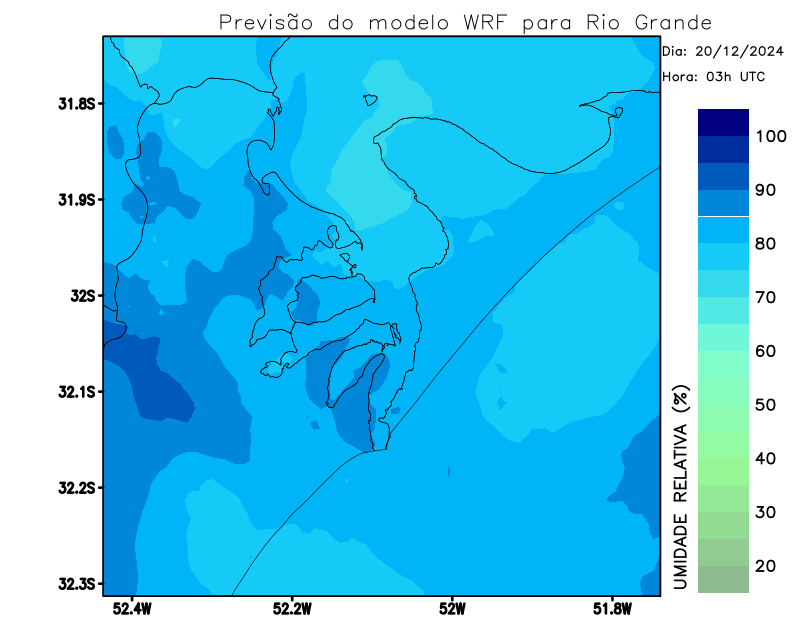 Previsão do modelo WRF para Rio Grande
Dia: 20/12/2024
Hora: 03h UTC
31.8S
31.9S
32S
32.1S
32.2S
32.3S
52.4W
52.2W
52W
51.8W
100
90
80
70
60
50
40
30
20
UMIDADE RELATIVA (%)